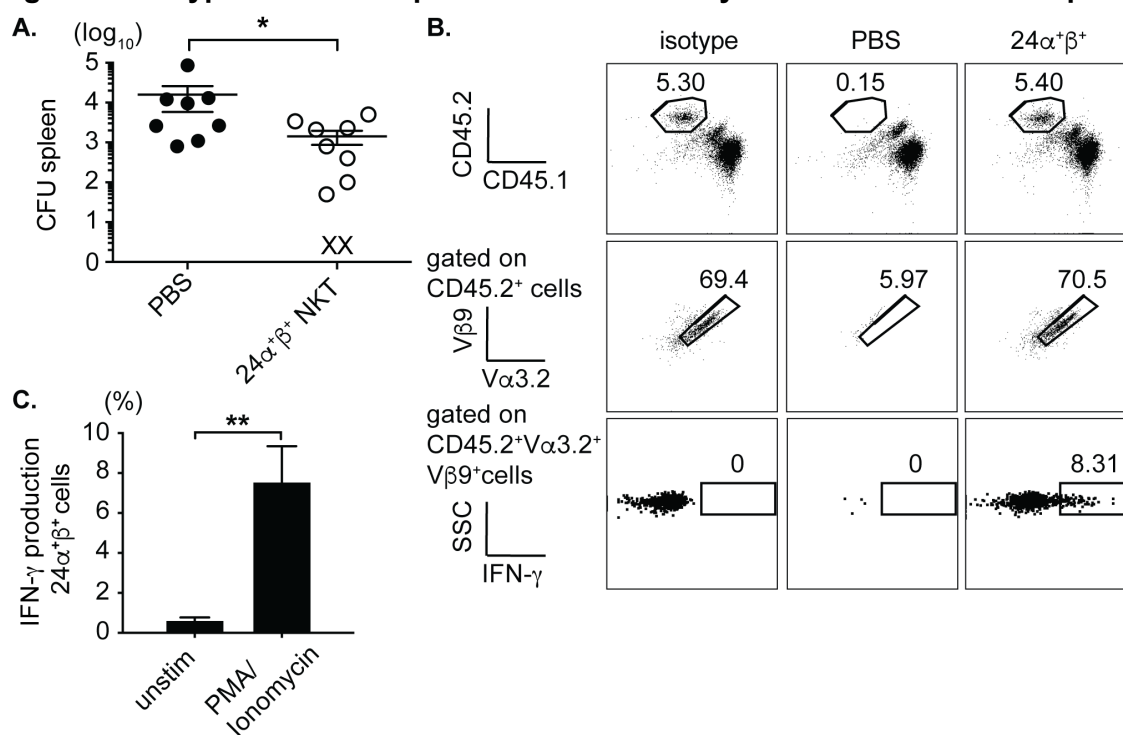 A.
(log10)
*
CFU spleen
5
4
3
2
1
0
XX
PBS
24α+β+ NKT
B.
isotype
PBS
24α+β+
CD45.2
CD45.1
5.30
0.15
5.40
gated on
CD45.2+ cells
Vβ9
Vα3.2
69.4
5.97
70.5
gated on
CD45.2+Vα3.2+
Vβ9+cells
SSC
IFN-γ
0
0
8.31
C.
(%)
**
IFN-γ production
24α+β+ cells
10
8
6
4
2
0
unstim
PMA/
Ionomycin